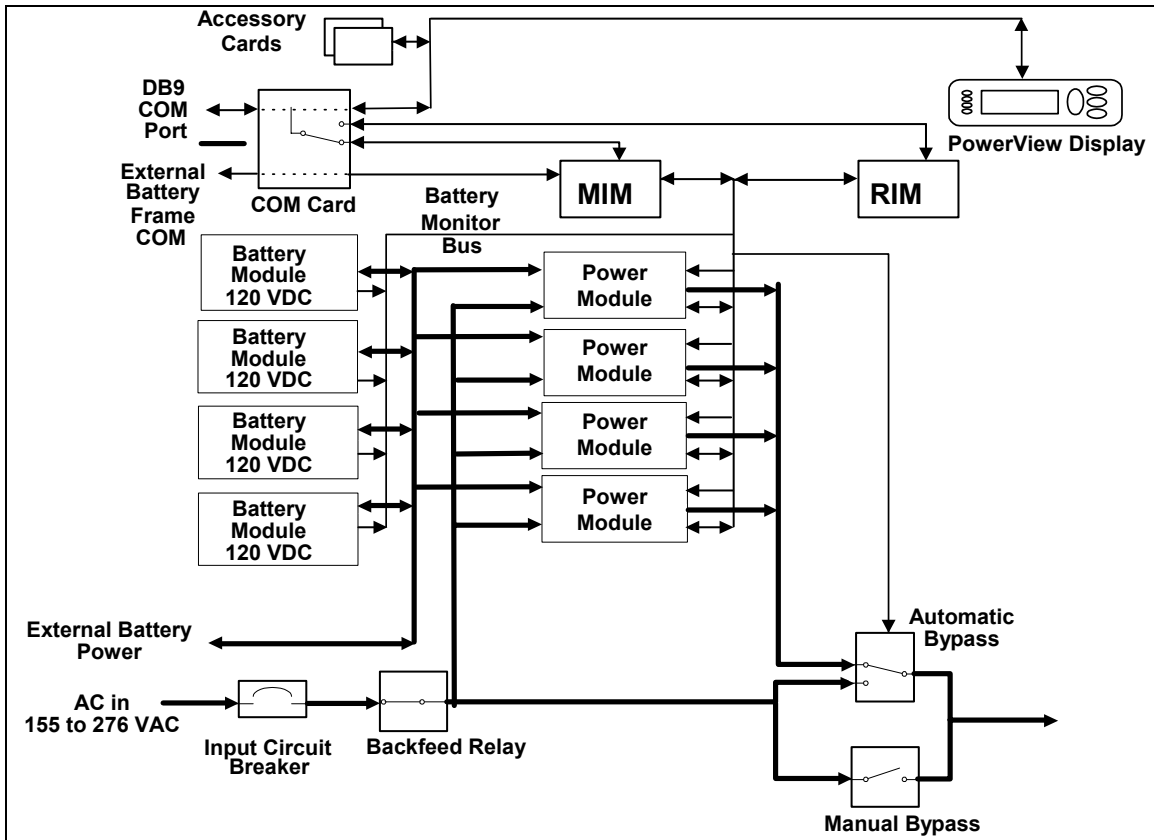 Accessory
Cards
DB9
COM
Port
External
Battery
Frame
COM
COM Card
MIM
RIM
PowerView Display
Battery
Monitor
Bus
Battery
Module
120 VDC
Power
Module
Battery
Module
120 VDC
Power
Module
Battery
Module
120 VDC
Power
Module
Battery
Module
120 VDC
Power
Module
External Battery
Power
Automatic
Bypass
AC in
155 to 276 VAC
Input Circuit
Breaker
Backfeed Relay
Manual Bypass